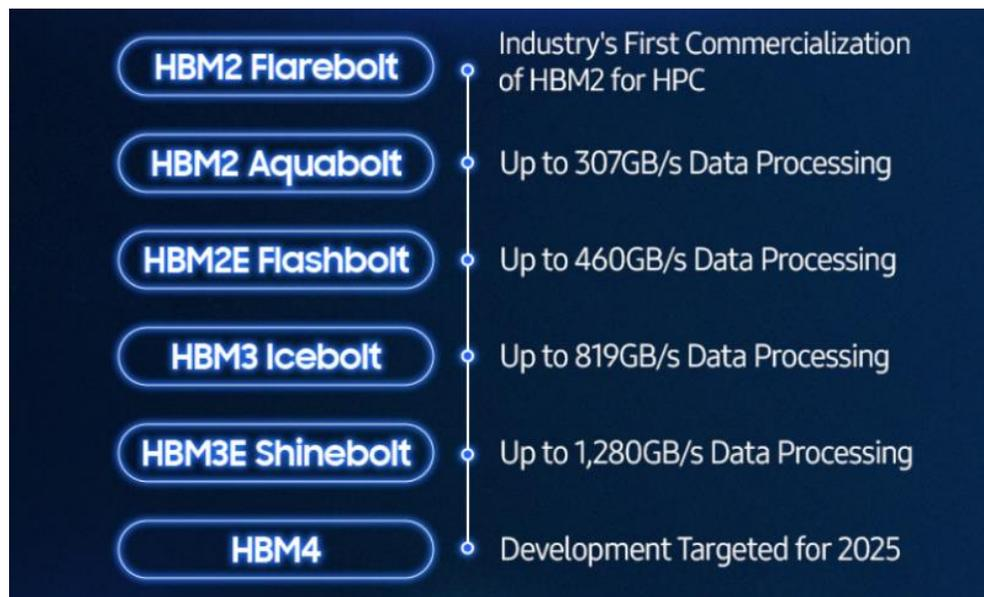 HBM2 Flarebolt
Industry's First Commercialization
of HBM2 for HPC
HBM2 Aquabolt
Up to 307GB/s Data Processing
HBM2E Flashbolt
Up to 460GB/s Data Processing
HBM3 Icebolt
Up to 819GB/s Data Processing
HBM3E Shinebolt
Up to 1,280GB/s Data Processing
HBM4
Development Targeted for 2025